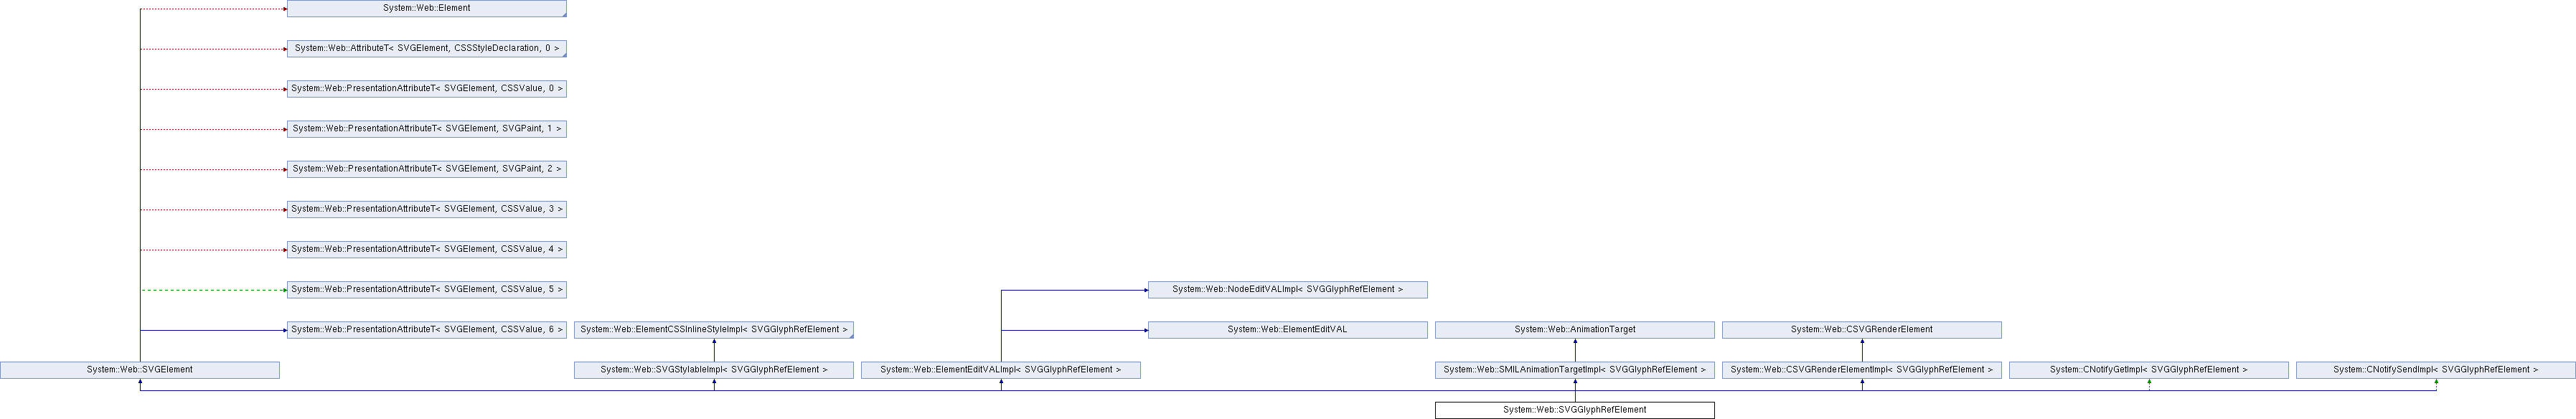 System::Web::Element
System::Web::AttributeT< SVGElement, CSSStyleDeclaration, 0 >
System::Web::PresentationAttributeT< SVGElement, CSSValue, 0 >
System::Web::PresentationAttributeT< SVGElement, SVGPaint, 1 >
System::Web::PresentationAttributeT< SVGElement, SVGPaint, 2 >
System::Web::PresentationAttributeT< SVGElement, CSSValue, 3 >
System::Web::PresentationAttributeT< SVGElement, CSSValue, 4 >
System::Web::PresentationAttributeT< SVGElement, CSSValue, 5 >
System::Web::NodeEditVALImpl< SVGGlyphRefElement >
System::Web::PresentationAttributeT< SVGElement, CSSValue, 6 >
System::Web::ElementCSSInlineStyleImpl< SVGGlyphRefElement >
System::Web::ElementEditVAL
System::Web::AnimationTarget
System::Web::CSVGRenderElement
System::Web::SVGElement
System::Web::SVGStylableImpl< SVGGlyphRefElement >
System::Web::ElementEditVALImpl< SVGGlyphRefElement >
System::Web::SMILAnimationTargetImpl< SVGGlyphRefElement >
System::Web::CSVGRenderElementImpl< SVGGlyphRefElement >
System::CNotifyGetImpl< SVGGlyphRefElement >
System::CNotifySendImpl< SVGGlyphRefElement >
System::Web::SVGGlyphRefElement